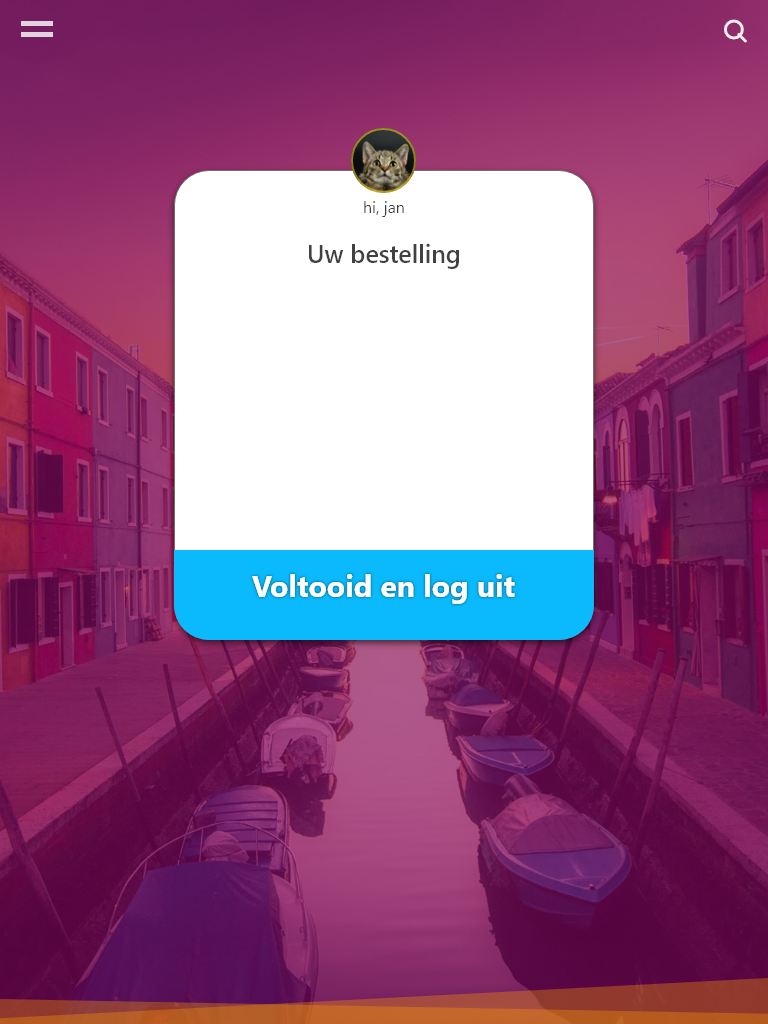 hi, jan
Uw bestelling
Voltooid en log uit